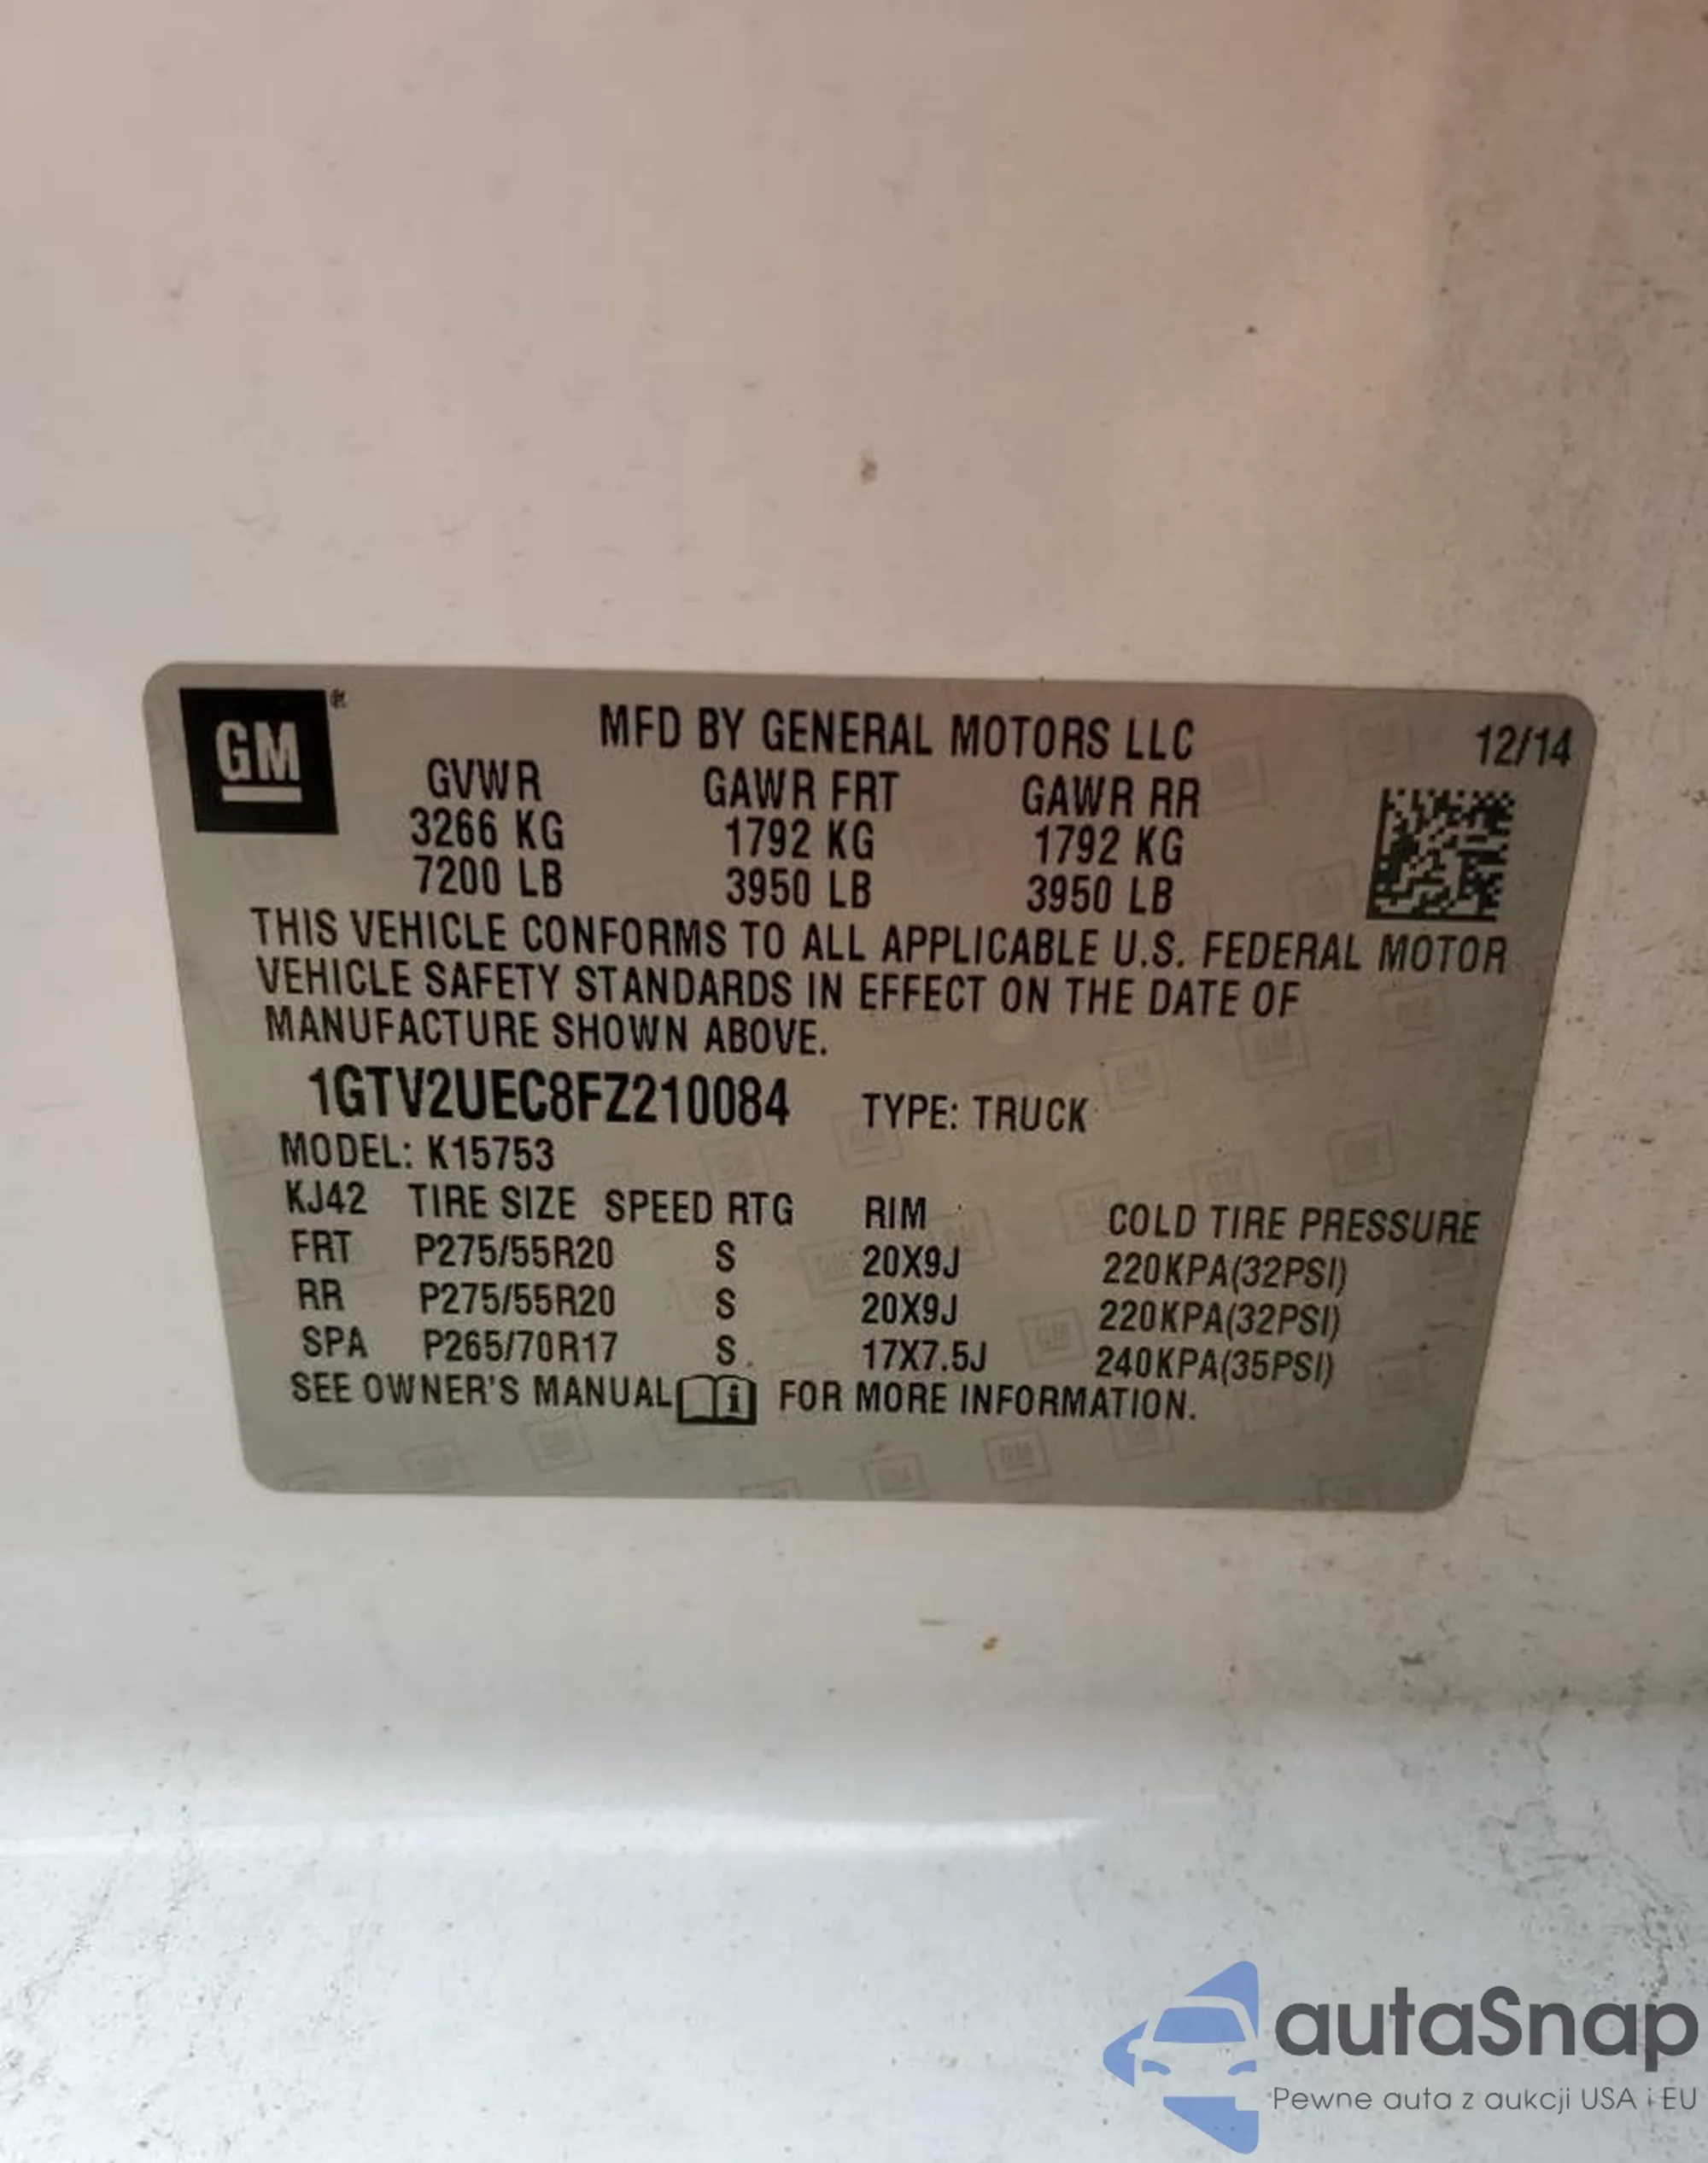 GM
MFD BY GENERAL MOTORS LLC 12/14
GVWR GAWR FRT GAWR RR
3266 KG 1792 KG 1792 KG
7200 LB 3950 LB 3950 LB
THIS VEHICLE CONFORMS TO ALL APPLICABLE U.S. FEDERAL MOTOR
VEHICLE SAFETY STANDARDS IN EFFECT ON THE DATE OF
MANUFACTURE SHOWN ABOVE.
1GTV2UEC8FZ210084 TYPE: TRUCK
MODEL: K15753
KJ42 TIRE SIZE SPEED RTG RIM COLD TIRE PRESSURE
FRT P275/55R20 S 20X9J 220KPA(32PSI)
RR P275/55R20 S 20X9J 220KPA(32PSI)
SPA P265/70R17 S 17X7.5J 240KPA(35PSI)
SEE OWNER'S MANUAL i FOR MORE INFORMATION.
autaSnap
Pewne auta z aukcji USA i EU